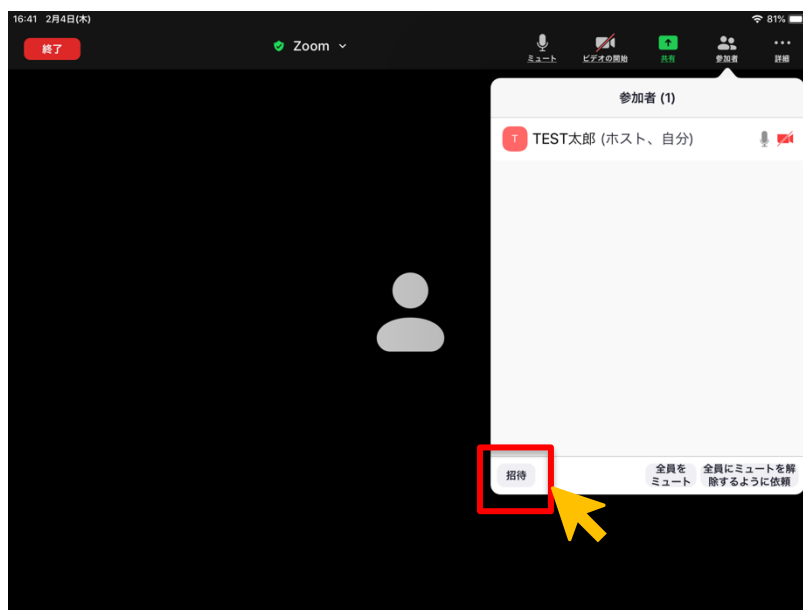 16:41 2月4日(木)
81%
終了
Zoom
ミュート
ビデオの開始
共有
参加者
詳細
参加者 (1)
T
TEST太郎 (ホスト、自分)
招待
全員を
ミュート
全員にミュートを解
除するように依頼